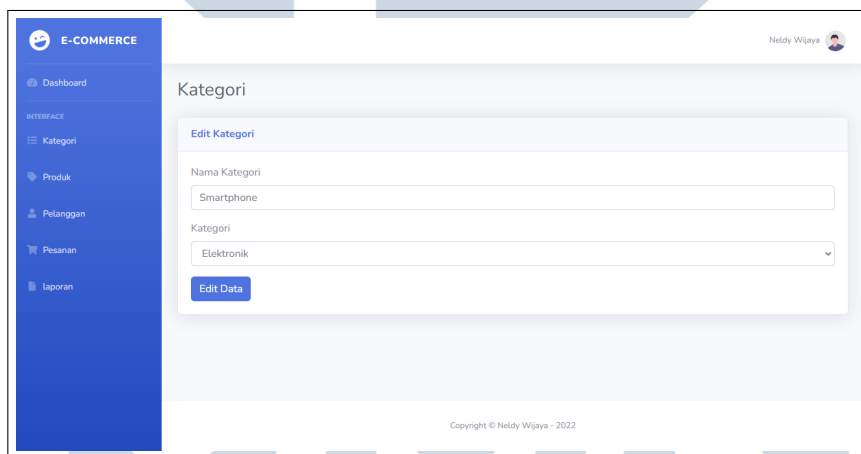 E-COMMERCE
Neldy Wijaya
Dashboard
INTERFACE
Kategori
Produk
Pelanggan
Pesanan
laporan
Kategori
Edit Kategori
Nama Kategori
Smartphone
Kategori
Elektronik
Edit Data
Copyright © Neldy Wijaya - 2022